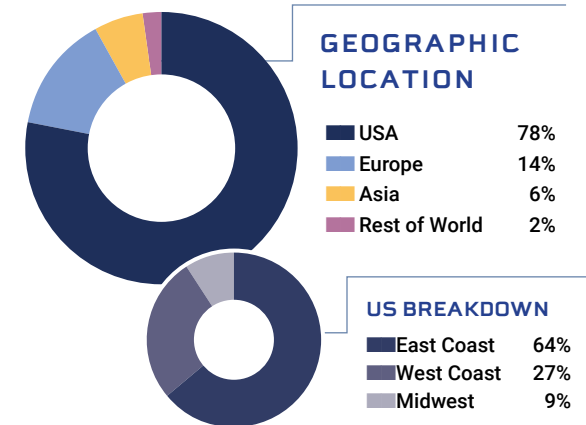 GEOGRAPHIC
LOCATION
USA 78%
Europe 14%
Asia 6%
Rest of World 2%
US BREAKDOWN
East Coast 64%
West Coast 27%
Midwest 9%